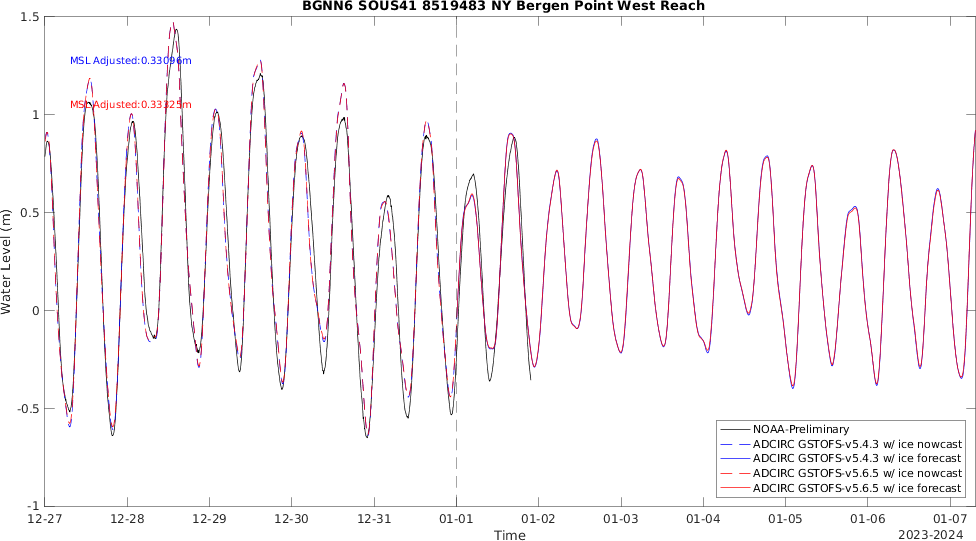 BGNN6 SOUS41 8519483 NY Bergen Point West Reach
1.5
1
0.5
0
-0.5
-1
Water Level (m)
MSL Adjusted:0.33096m
MSL Adjusted:0.33325m
NOAA-Preliminary
ADCIRC GSTOFS-v5.4.3 w/ ice nowcast
ADCIRC GSTOFS-v5.4.3 w/ ice forecast
ADCIRC GSTOFS-v5.6.5 w/ ice nowcast
ADCIRC GSTOFS-v5.6.5 w/ ice forecast
12-27 12-28 12-29 12-30 12-31 01-01 01-02 01-03 01-04 01-05 01-06 01-07
Time
2023-2024